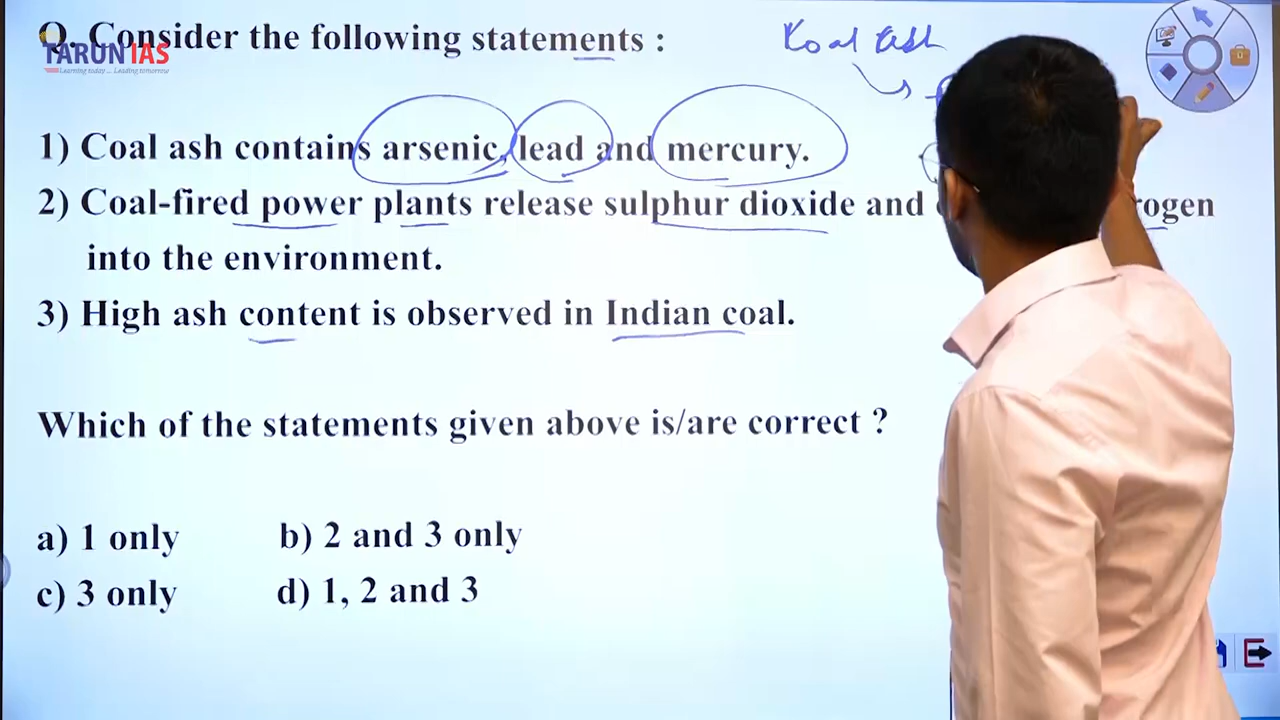 Q. Consider the following statements :
TARUN IAS
Learning today ... Leading tomorrow
Koal Ash
1) Coal ash contains arsenic, lead and mercury.
2) Coal-fired power plants release sulphur dioxide and rogen
into the environment.
3) High ash content is observed in Indian coal.
Which of the statements given above is/are correct ?
a) 1 only b) 2 and 3 only
c) 3 only d) 1, 2 and 3